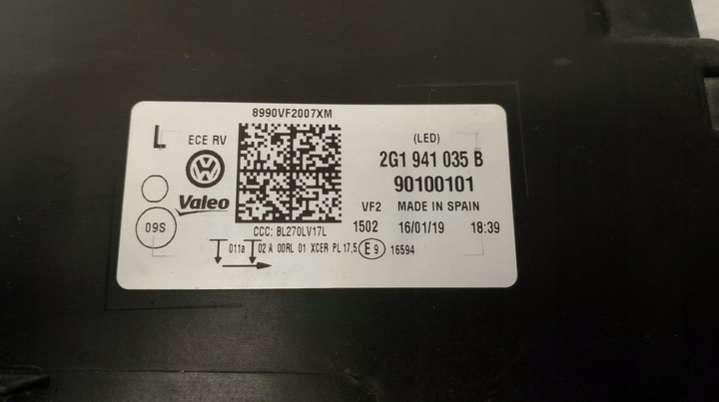 8990VF2007XM
L
ECE RV
(LED)
2G1 941 035 B
90100101
Valeo
VF2 MADE IN SPAIN
09S
CCC: BL270LV17L
1502 16/01/19 18:39
011a 02 A 00RL 01 XCER PL 17,5 E9 16594